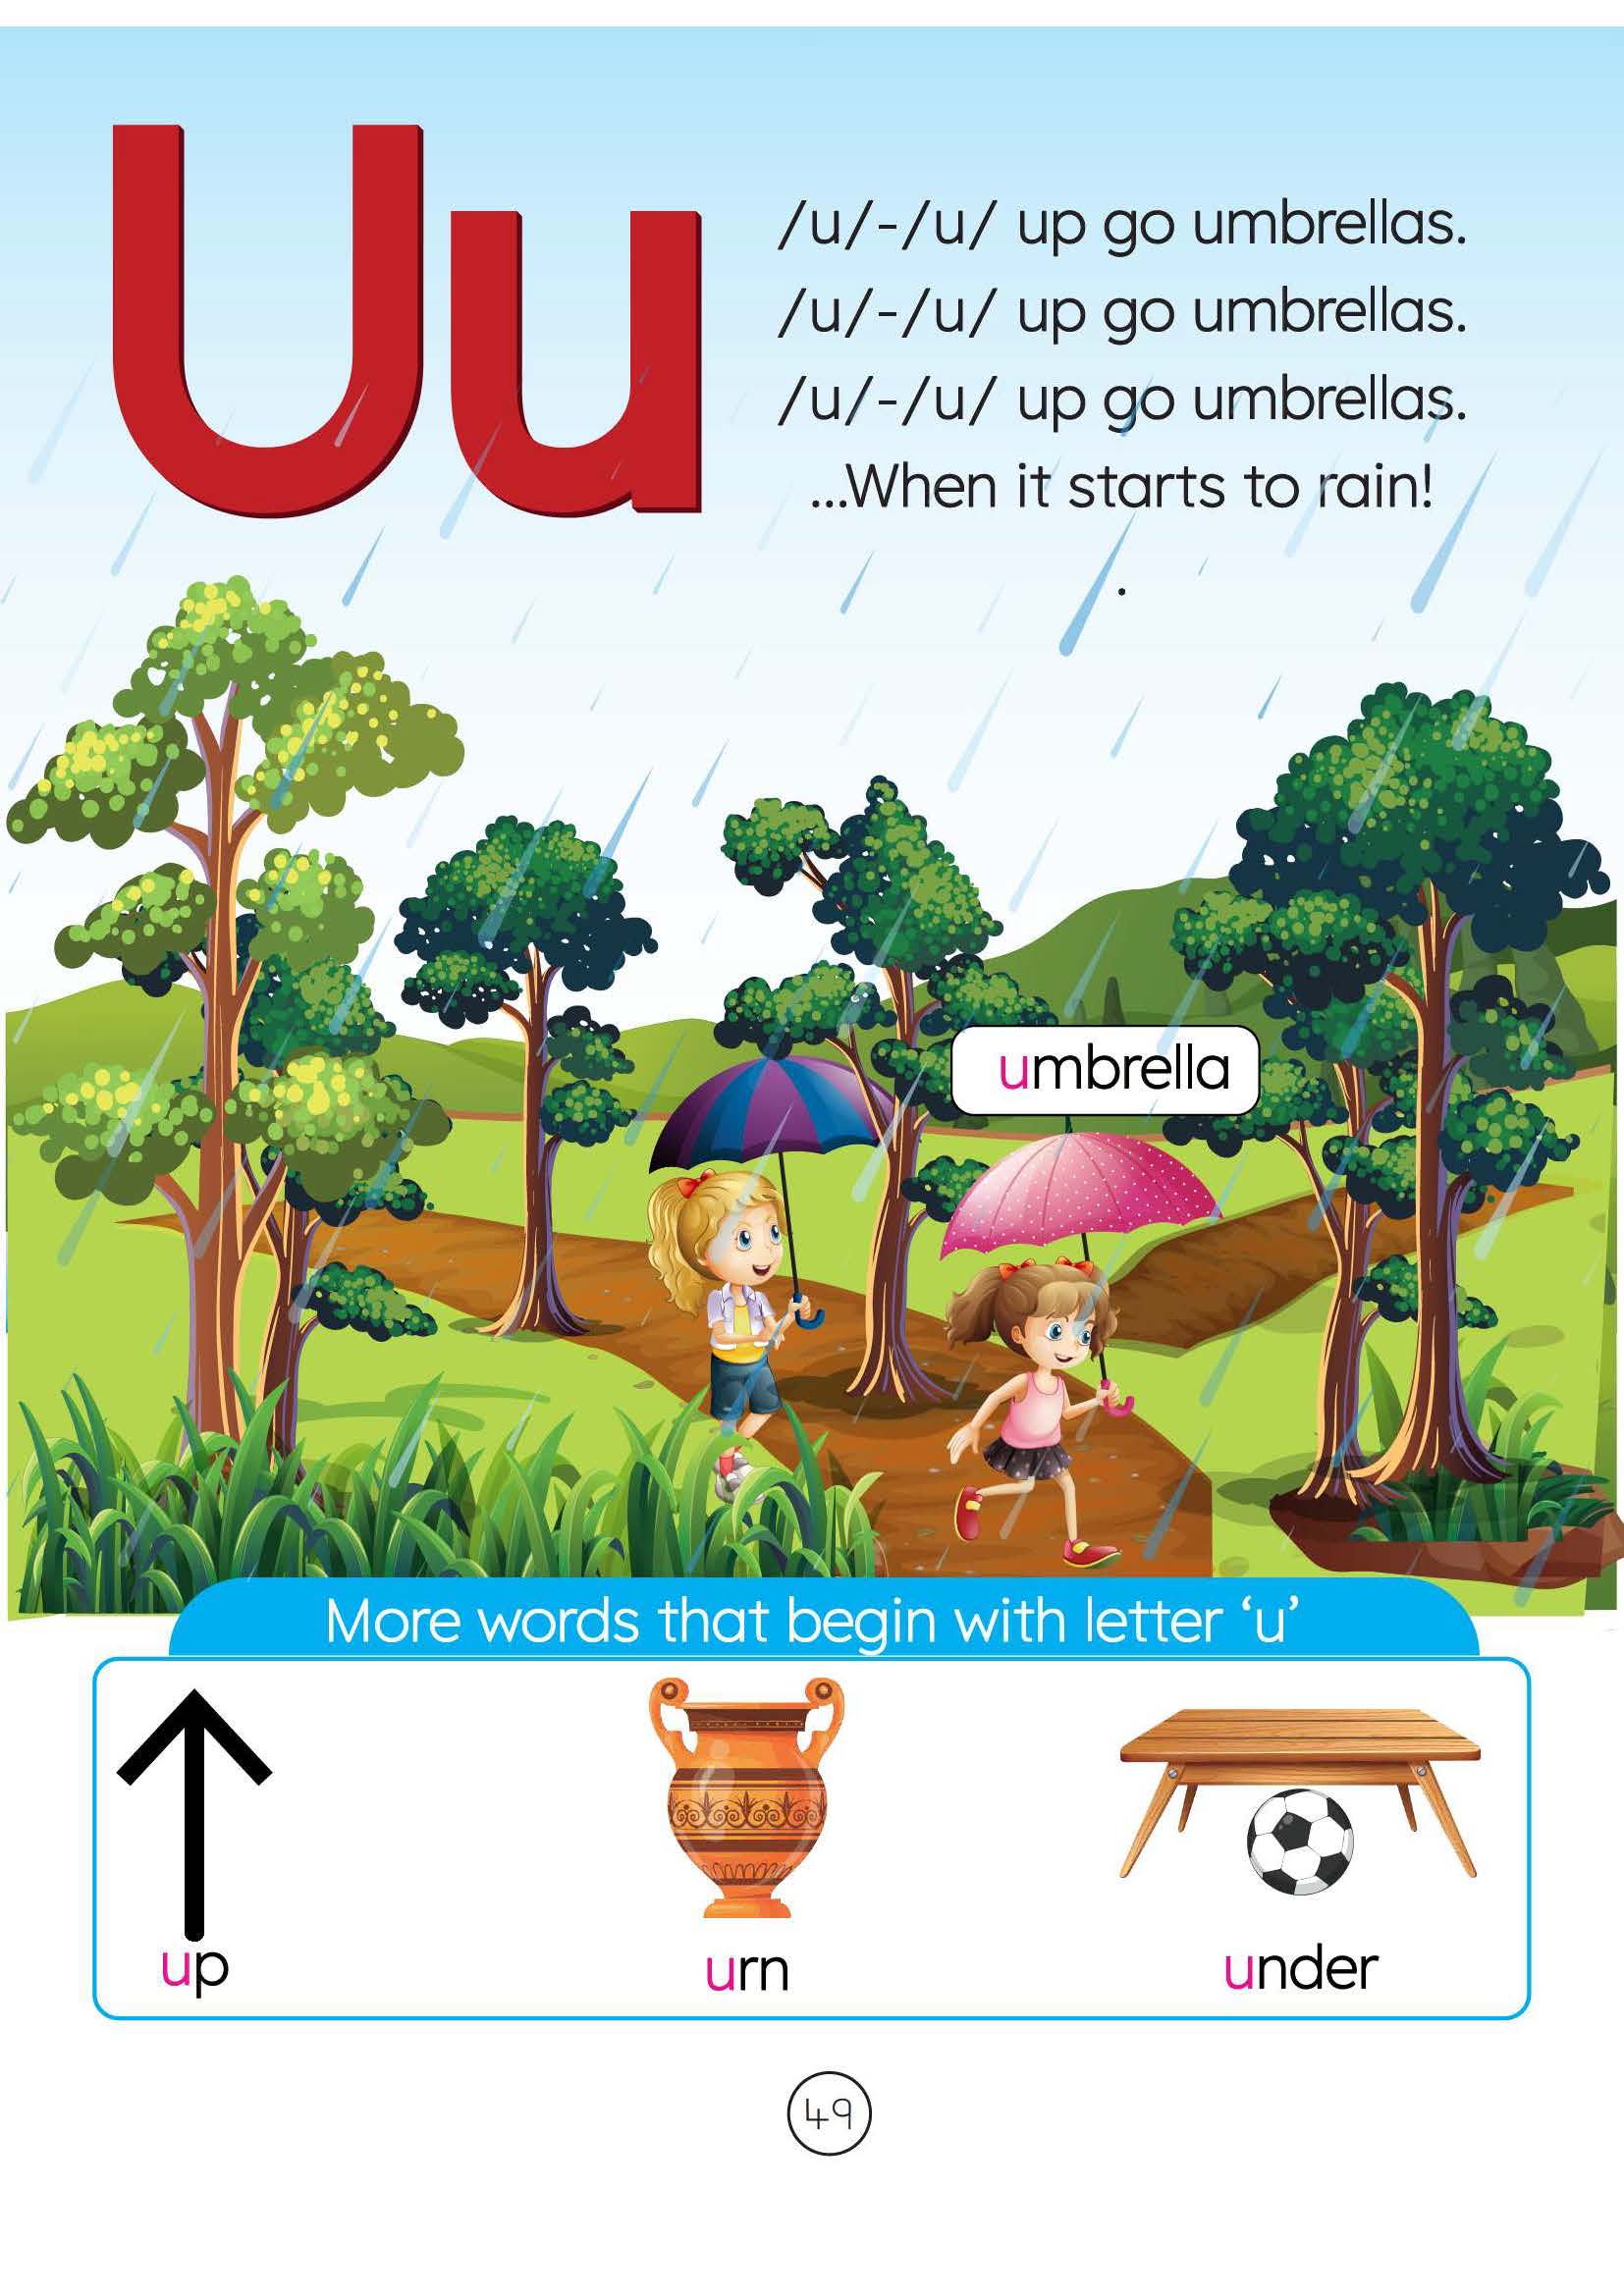 Uu
/u/-/u/ up go umbrellas.
/u/-/u/ up go umbrellas.
/u/-/u/ up go umbrellas.
...When it starts to rain!
.
umbrella
More words that begin with letter ‘u’
up
urn
under
49